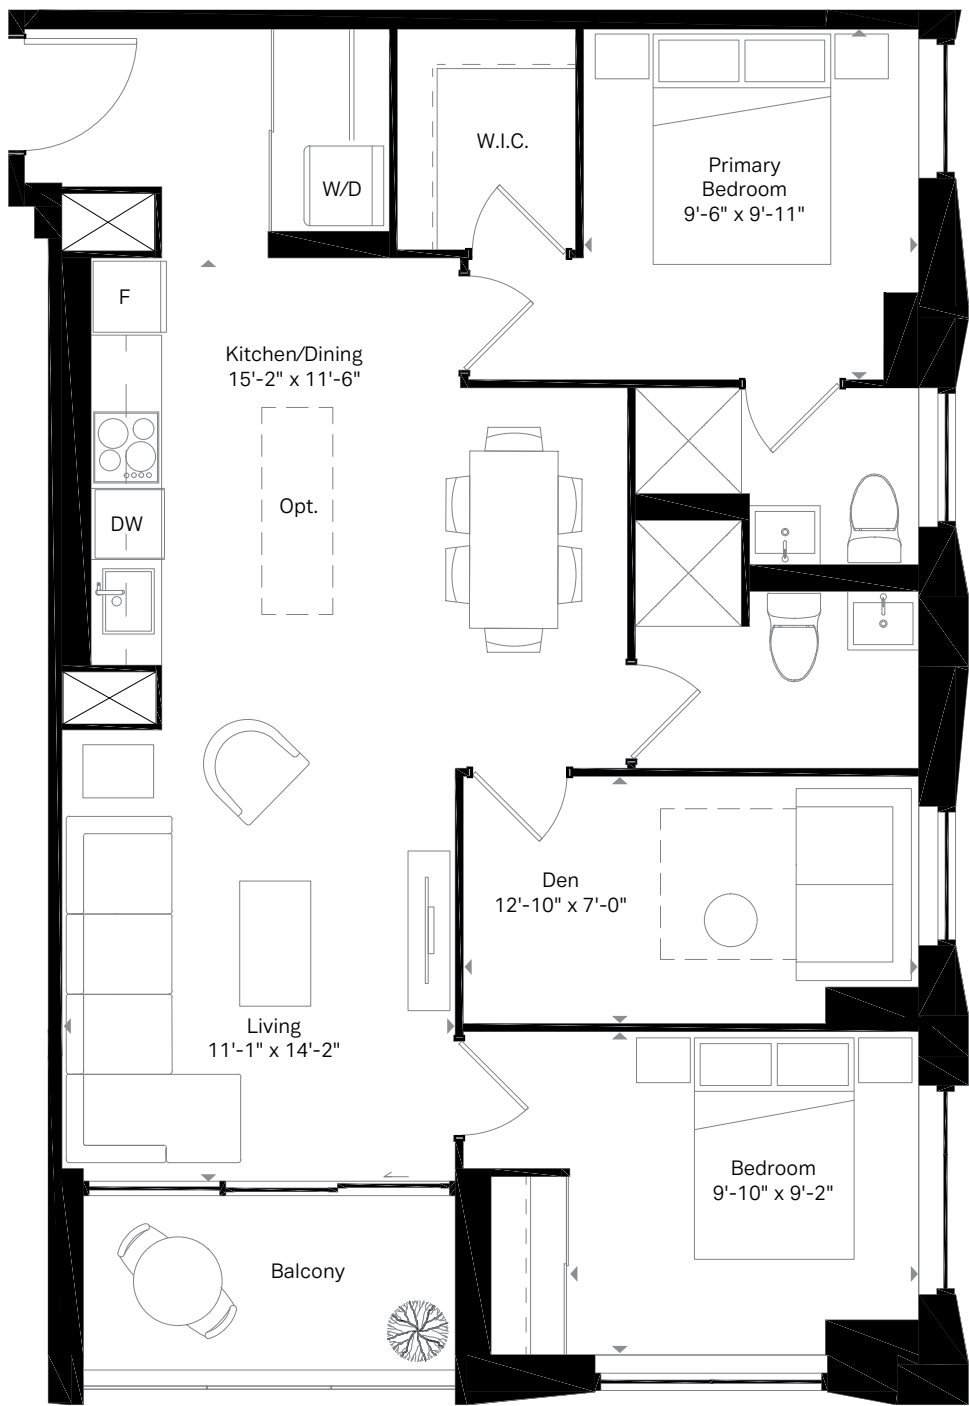 W.I.C.
W/D
Primary
Bedroom
9'-6" x 9'-11"
F
Kitchen/Dining
15'-2" x 11'-6"
Opt.
DW
Den
12'-10" x 7'-0"
Living
11'-1" x 14'-2"
Bedroom
9'-10" x 9'-2"
Balcony